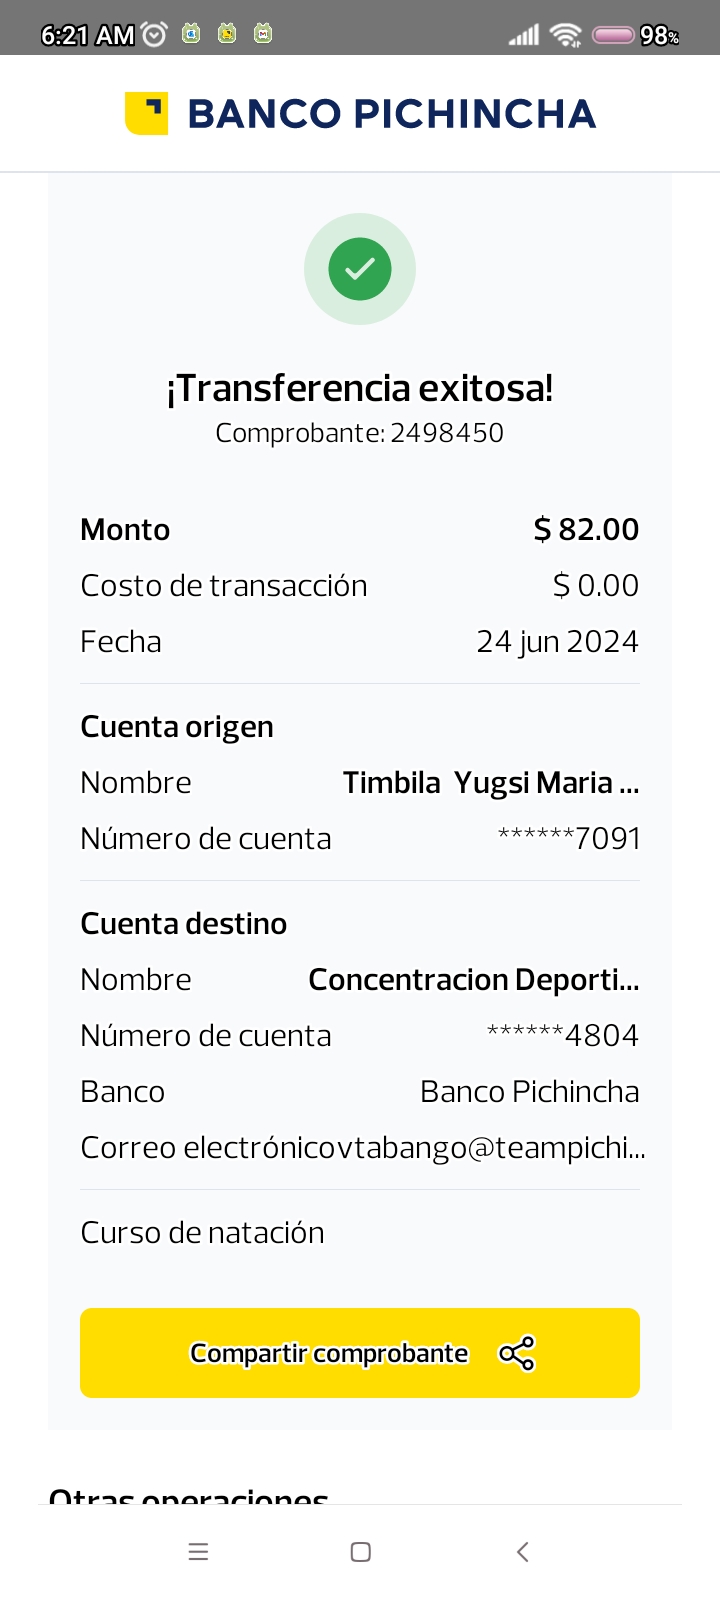 6:21 AM 98%
BANCO PICHINCHA
¡Transferencia exitosa!
Comprobante: 2498450
Monto $ 82.00
Costo de transacción $ 0.00
Fecha 24 jun 2024
Cuenta origen
Nombre Timbila Yugsi Maria ...
Número de cuenta ******7091
Cuenta destino
Nombre Concentracion Deporti...
Número de cuenta ******4804
Banco Banco Pichincha
Correo electrónicovtabango@teampichi...
Curso de natación
Compartir comprobante
Otras operaciones